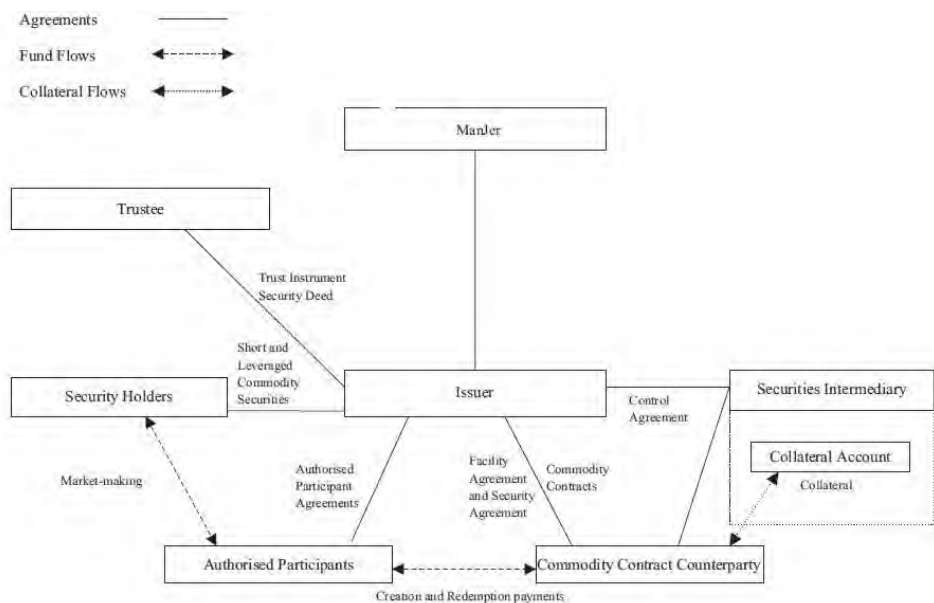 Agreements
Fund Flows
Collateral Flows
ManJer
Trustee
Trust Instrument
Security Deed
Short and
Leveraged
Commodity
Securities
Security Holders
Issuer
Securities Intermediary
Control
Agreement
Collateral Account
Collateral
Market-making
Authorised
Participant
Agreements
Facility
Agreement
and Security
Agreement
Commodity
Contracts
Authorised Participants
Commodity Contract Counterparty
Creation and Redemption payments